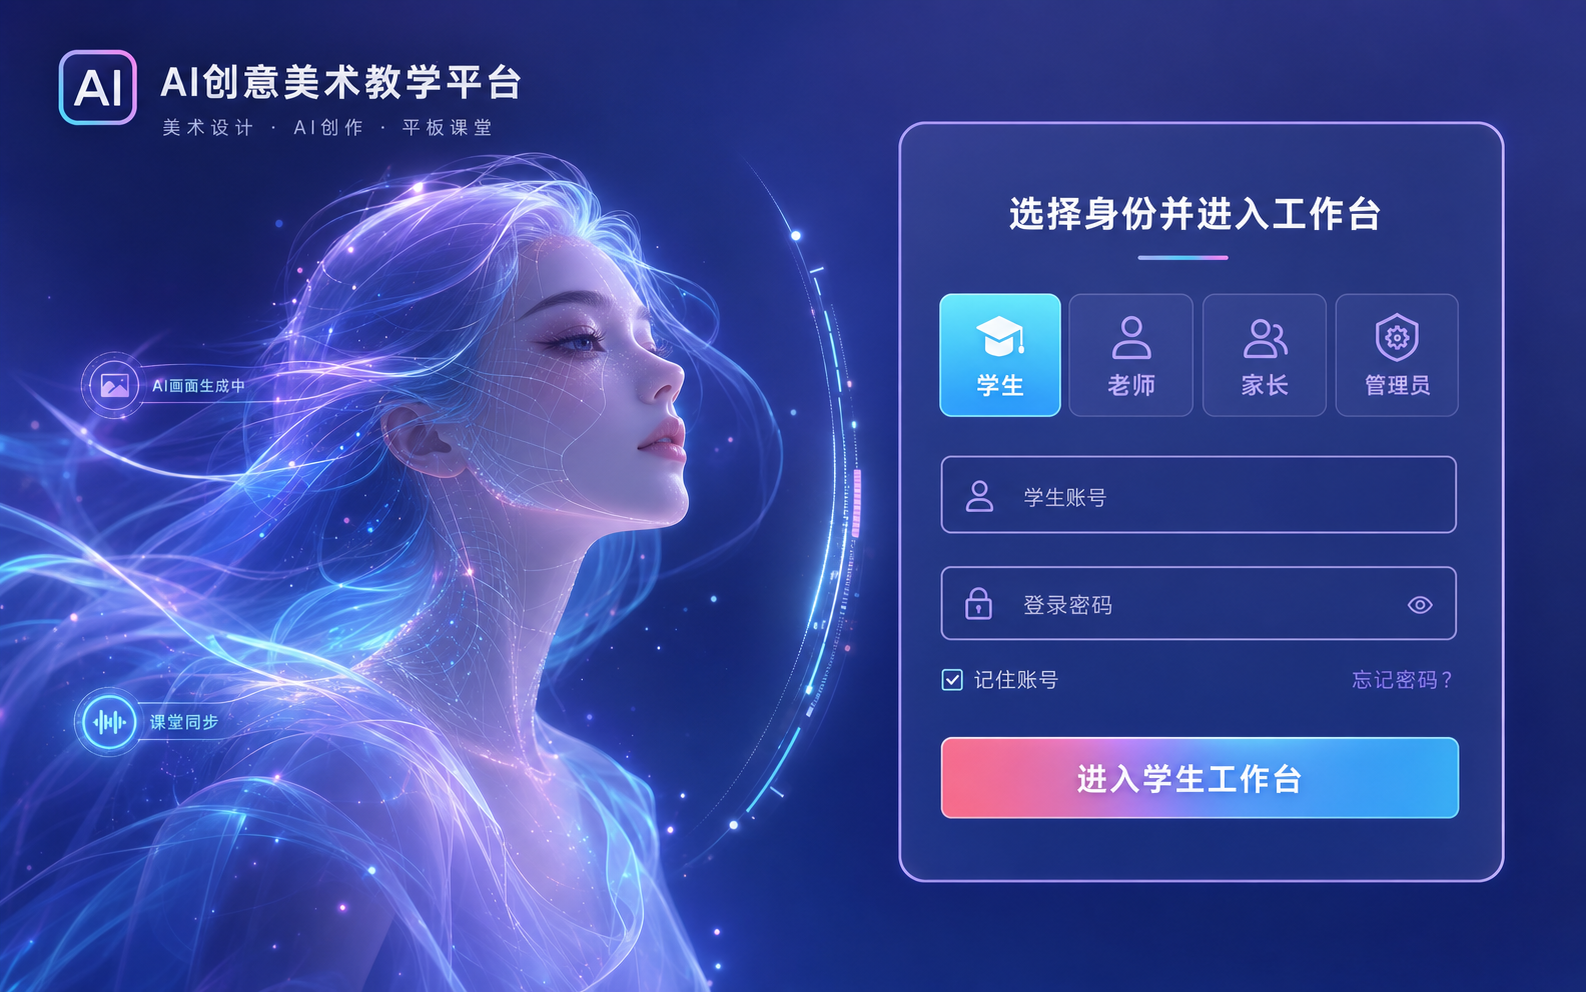 AI
AI创意美术教学平台
美术设计 · AI创作 · 平板课堂
AI画面生成中
课堂同步
选择身份并进入工作台
学生
老师
家长
管理员
学生账号
登录密码
记住账号
忘记密码？
进入学生工作台